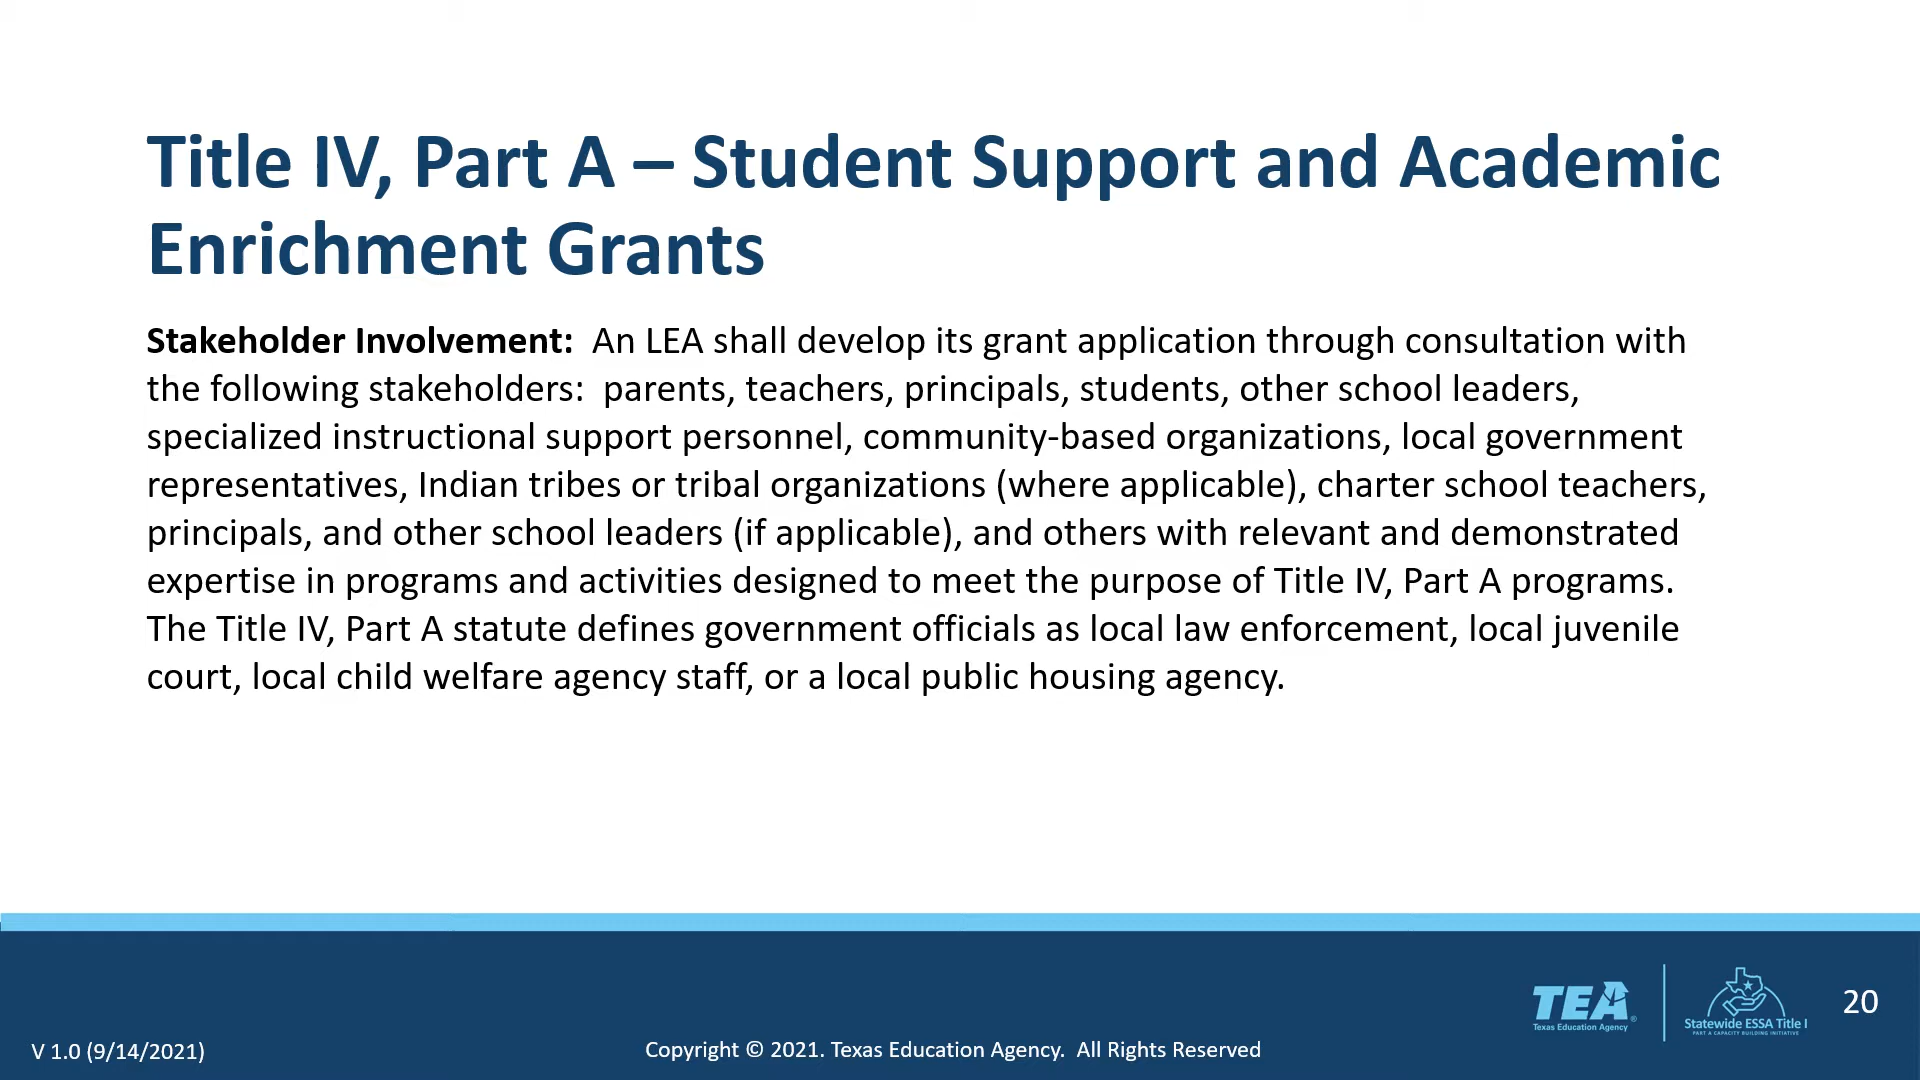 Title IV, Part A – Student Support and Academic
Enrichment Grants
Stakeholder Involvement:  An LEA shall develop its grant application through consultation with
the following stakeholders:  parents, teachers, principals, students, other school leaders,
specialized instructional support personnel, community-based organizations, local government
representatives, Indian tribes or tribal organizations (where applicable), charter school teachers,
principals, and other school leaders (if applicable), and others with relevant and demonstrated
expertise in programs and activities designed to meet the purpose of Title IV, Part A programs.
The Title IV, Part A statute defines government officials as local law enforcement, local juvenile
court, local child welfare agency staff, or a local public housing agency.
TEA®
Texas Education Agency
Statewide ESSA Title I
PART A CAPACITY BUILDING INITIATIVE
20
V 1.0 (9/14/2021)
Copyright © 2021. Texas Education Agency.  All Rights Reserved